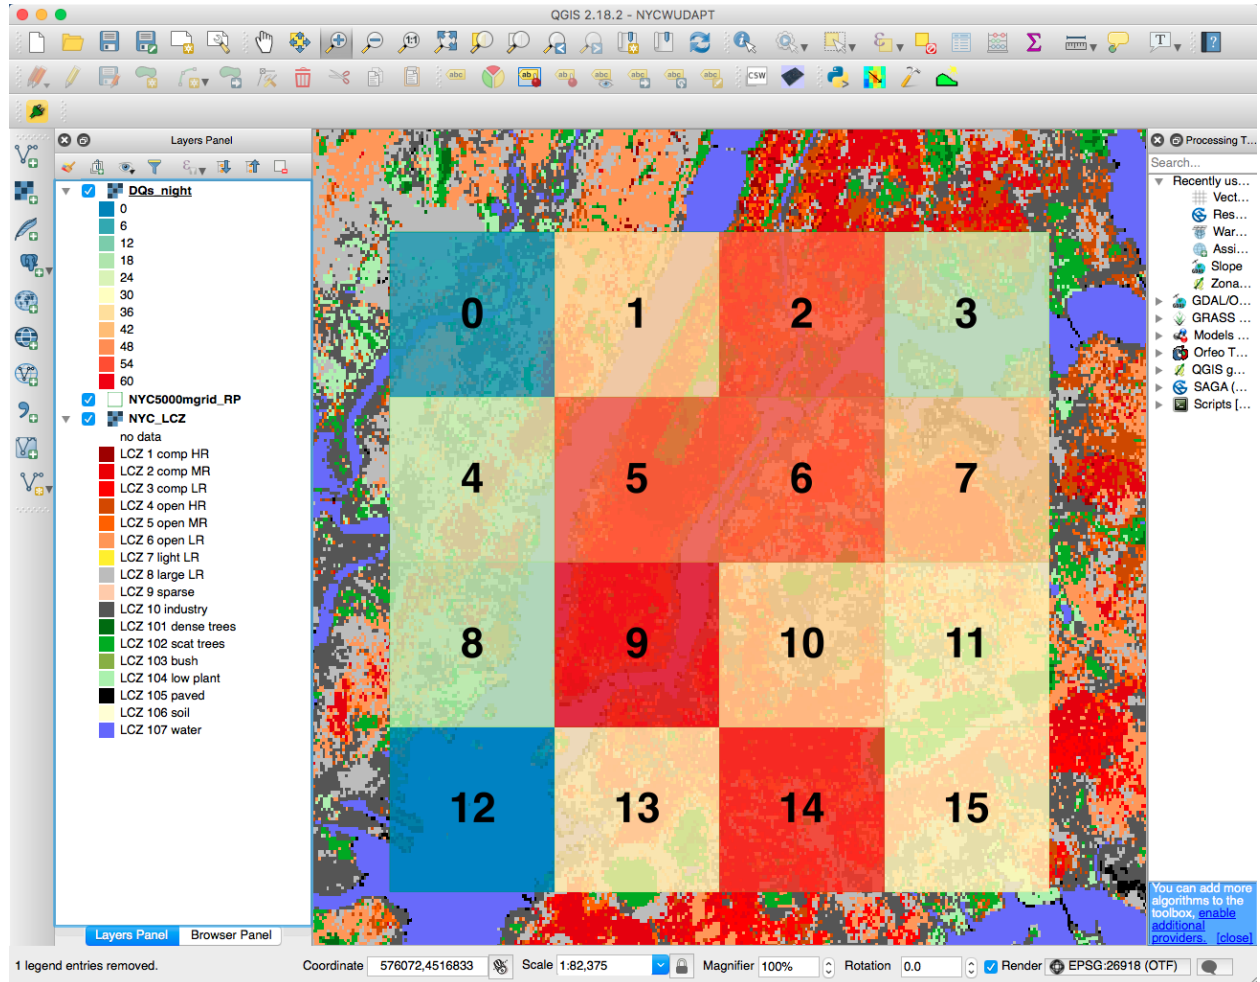 QGIS 2.18.2 - NYCWUDAPT
Layers Panel
DQs_night
0
6
12
18
24
30
36
42
48
54
60
NYC5000mgrid_RP
NYC_LCZ
no data
LCZ 1 comp HR
LCZ 2 comp MR
LCZ 3 comp LR
LCZ 4 open HR
LCZ 5 open MR
LCZ 6 open LR
LCZ 7 light LR
LCZ 8 large LR
LCZ 9 sparse
LCZ 10 industry
LCZ 101 dense trees
LCZ 102 scat trees
LCZ 103 bush
LCZ 104 low plant
LCZ 105 paved
LCZ 106 soil
LCZ 107 water
Layers Panel Browser Panel
0 1 2 3
4 5 6 7
8 9 10 11
12 13 14 15
Processing T...
Search...
Recently us...
Vect...
Res...
War...
Assi...
Slope
Zona...
GDAL/O...
GRASS ...
Models ...
Orfeo T...
QGIS g...
SAGA (...
Scripts [...
You can add more
algorithms to the
toolbox, enable
additional
providers. [close]
1 legend entries removed. Coordinate 576072,4516833 Scale 1:82,375 Magnifier 100% Rotation 0.0 Render EPSG:26918 (OTF)